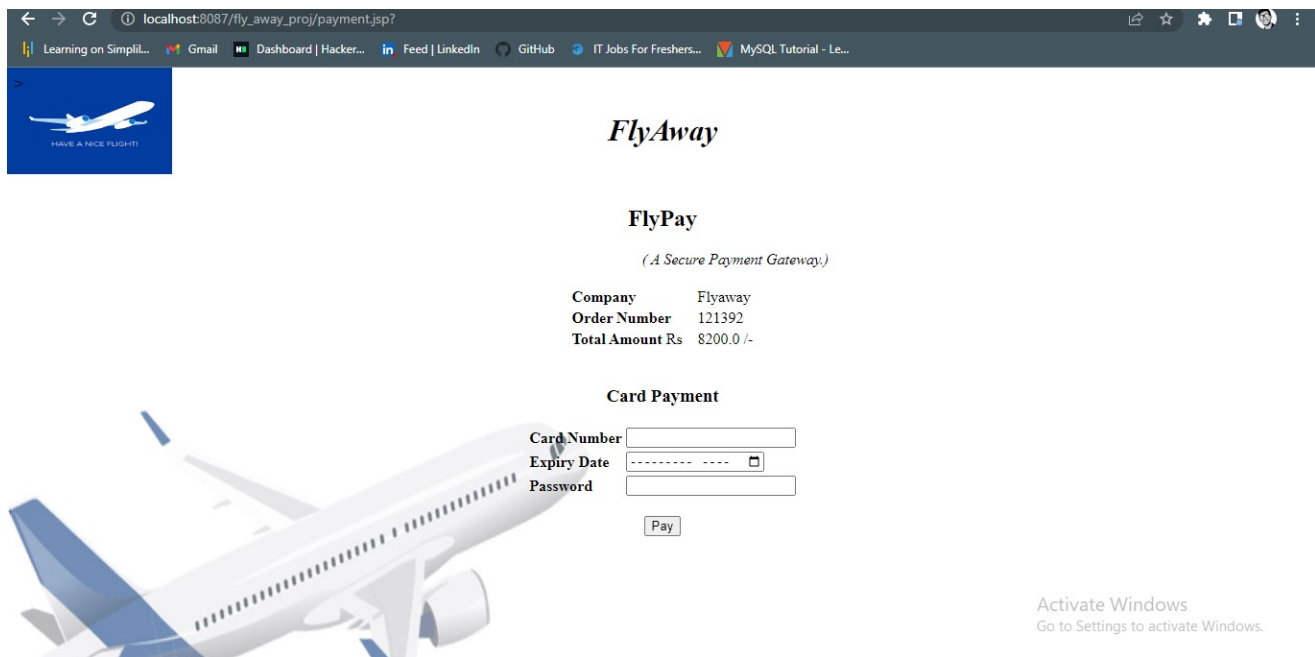 localhost:8087/fly_away_proj/payment.jsp?
Learning on Simplil... Gmail Dashboard | Hacker... in Feed | LinkedIn GitHub IT Jobs For Freshers... MySQL Tutorial - Le...
>
HAVE A NICE FLIGHT!
FlyAway
FlyPay
( A Secure Payment Gateway.)
Company Flyaway
Order Number 121392
Total Amount Rs 8200.0 /-
Card Payment
Card Number
Expiry Date --------- ----
Password
Pay
Activate Windows
Go to Settings to activate Windows.